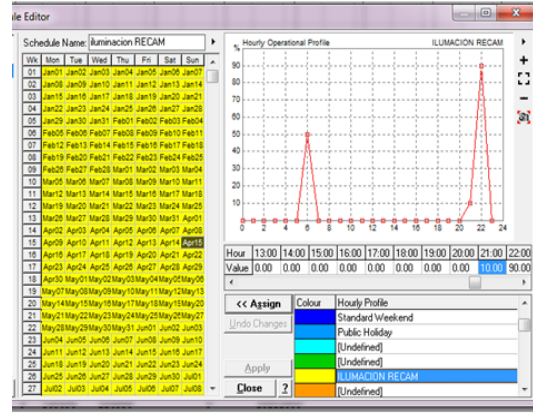 ule Editor
Schedule Name: iluminacion RECAM
Wk Mon Tue Wed Thu Fri Sat Sun
01 Jan01 Jan02 Jan03 Jan04 Jan05 Jan06 Jan07
02 Jan08 Jan09 Jan10 Jan11 Jan12 Jan13 Jan14
03 Jan15 Jan16 Jan17 Jan18 Jan19 Jan20 Jan21
04 Jan22 Jan23 Jan24 Jan25 Jan26 Jan27 Jan28
05 Jan29 Jan30 Jan31 Feb01 Feb02 Feb03 Feb04
06 Feb05 Feb06 Feb07 Feb08 Feb09 Feb10 Feb11
07 Feb12 Feb13 Feb14 Feb15 Feb16 Feb17 Feb18
08 Feb19 Feb20 Feb21 Feb22 Feb23 Feb24 Feb25
09 Feb26 Feb27 Feb28 Mar01 Mar02 Mar03 Mar04
10 Mar05 Mar06 Mar07 Mar08 Mar09 Mar10 Mar11
11 Mar12 Mar13 Mar14 Mar15 Mar16 Mar17 Mar18
12 Mar19 Mar20 Mar21 Mar22 Mar23 Mar24 Mar25
13 Mar26 Mar27 Mar28 Mar29 Mar30 Mar31 Apr01
14 Apr02 Apr03 Apr04 Apr05 Apr06 Apr07 Apr08
15 Apr09 Apr10 Apr11 Apr12 Apr13 Apr14 Apr15
16 Apr16 Apr17 Apr18 Apr19 Apr20 Apr21 Apr22
17 Apr23 Apr24 Apr25 Apr26 Apr27 Apr28 Apr29
18 Apr30 May01 May02 May03 May04 May05 May06
19 May07 May08 May09 May10 May11 May12 May13
20 May14 May15 May16 May17 May18 May19 May20
21 May21 May22 May23 May24 May25 May26 May27
22 May28 May29 May30 May31 Jun01 Jun02 Jun03
23 Jun04 Jun05 Jun06 Jun07 Jun08 Jun09 Jun10
24 Jun11 Jun12 Jun13 Jun14 Jun15 Jun16 Jun17
25 Jun18 Jun19 Jun20 Jun21 Jun22 Jun23 Jun24
26 Jun25 Jun26 Jun27 Jun28 Jun29 Jun30 Jul01
27 Jul02 Jul03 Jul04 Jul05 Jul06 Jul07 Jul08
% Hourly Operational Profile ILUMACION RECAM
90
80
70
60
50
40
30
20
10
0 2 4 6 8 10 12 14 16 18 20 22 24
Hour 13:00 14:00 15:00 16:00 17:00 18:00 19:00 20:00 21:00 22:00
Value 0.00 0.00 0.00 0.00 0.00 0.00 0.00 0.00 10.00 90.00
<< Assign
Undo Changes
Apply
Close ?
Colour Hourly Profile
Standard Weekend
Public Holiday
[Undefined]
[Undefined]
ILUMACION RECAM
[Undefined]